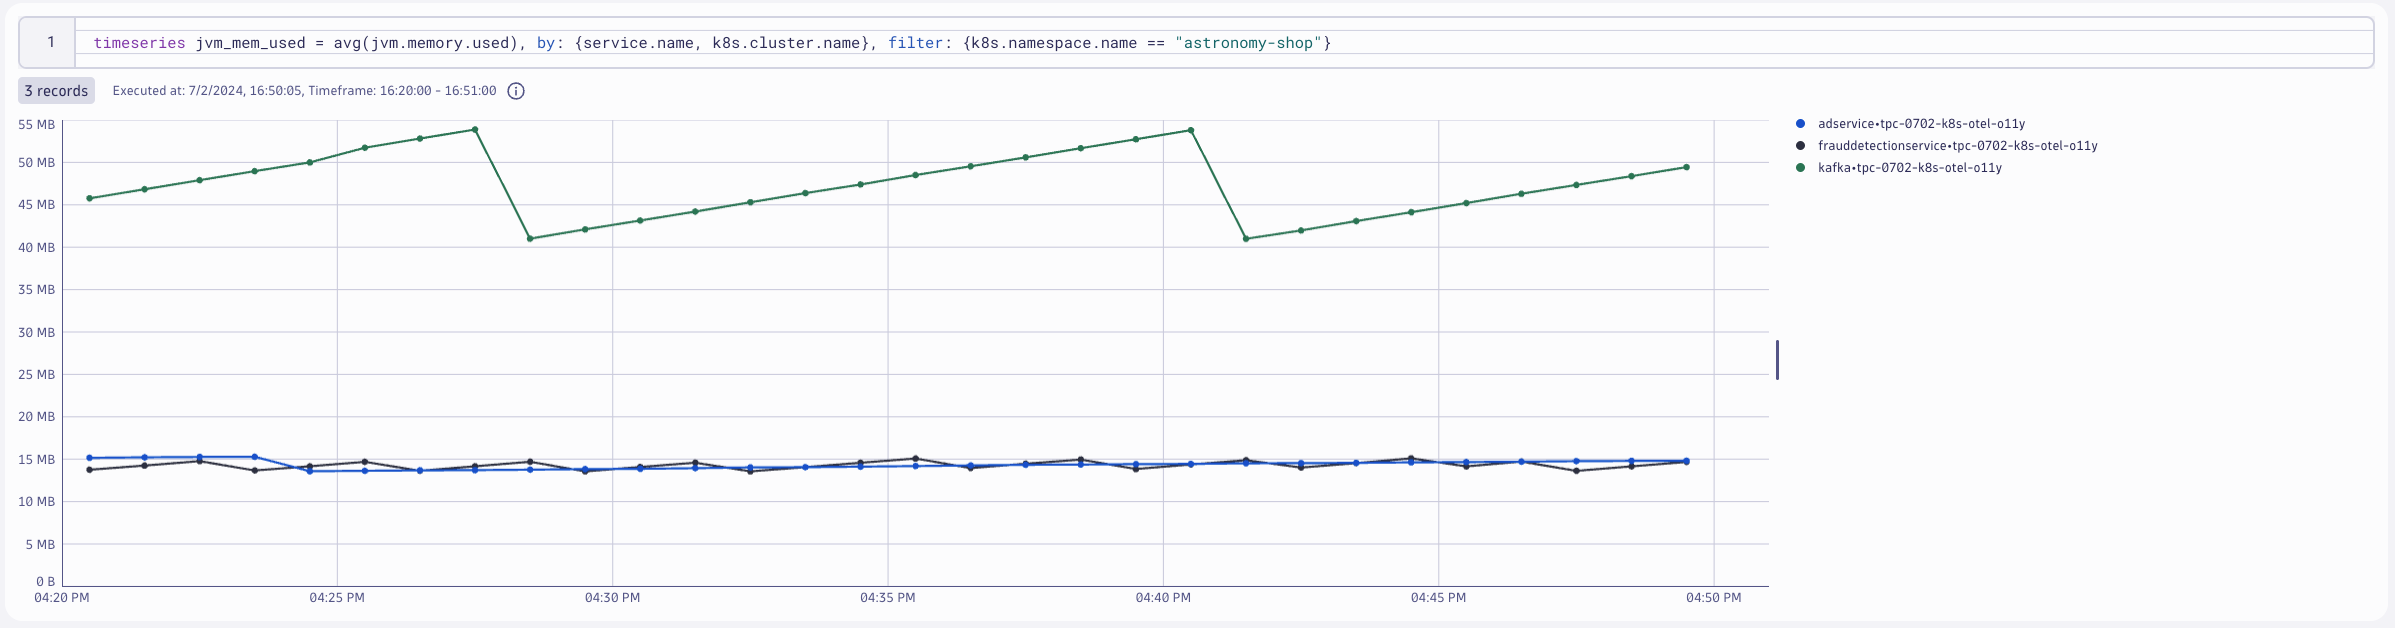 1
timeseries jvm_mem_used = avg(jvm.memory.used), by: {service.name, k8s.cluster.name}, filter: {k8s.namespace.name == "astronomy-shop"}
3 records
Executed at: 7/2/2024, 16:50:05, Timeframe: 16:20:00 - 16:51:00
55 MB
50 MB
45 MB
40 MB
35 MB
30 MB
25 MB
20 MB
15 MB
10 MB
5 MB
0 B
04:20 PM
04:25 PM
04:30 PM
04:35 PM
04:40 PM
04:45 PM
04:50 PM
adservice•tpc-0702-k8s-otel-o11y
frauddetectionservice•tpc-0702-k8s-otel-o11y
kafka•tpc-0702-k8s-otel-o11y